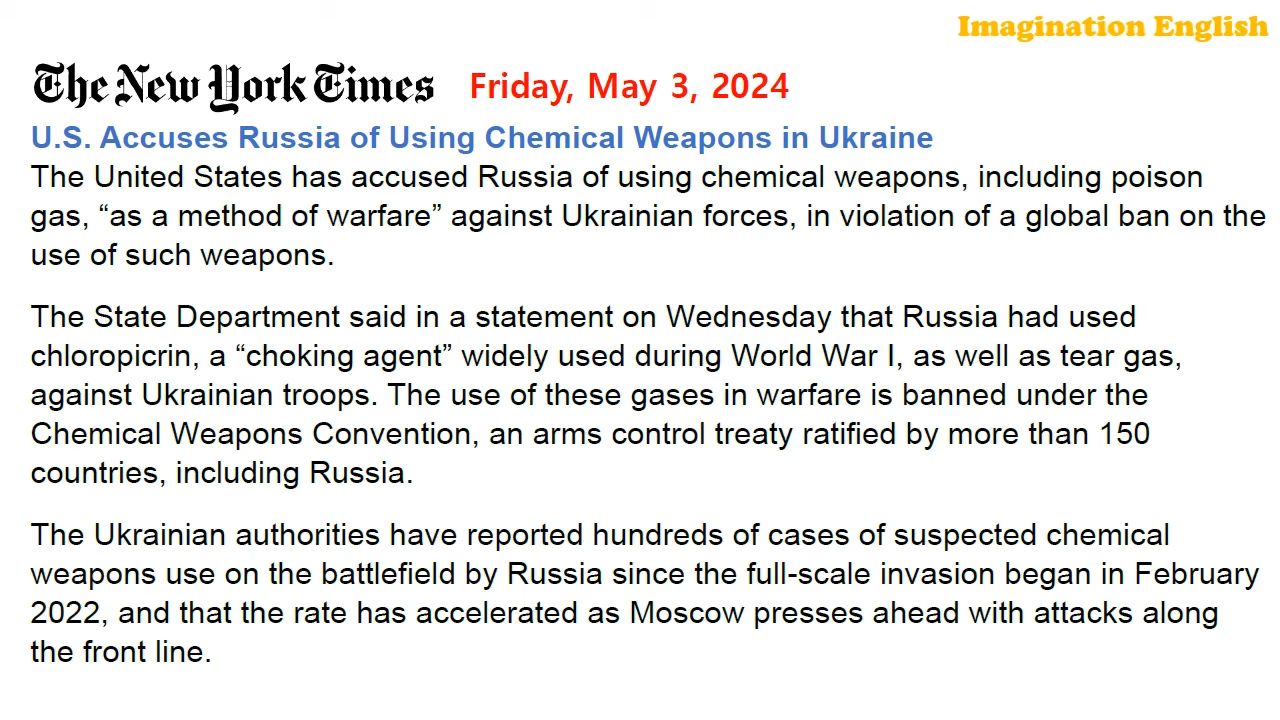 Imagination English
The New York Times Friday, May 3, 2024
U.S. Accuses Russia of Using Chemical Weapons in Ukraine
The United States has accused Russia of using chemical weapons, including poison
gas, “as a method of warfare” against Ukrainian forces, in violation of a global ban on the
use of such weapons.
The State Department said in a statement on Wednesday that Russia had used
chloropicrin, a “choking agent” widely used during World War I, as well as tear gas,
against Ukrainian troops. The use of these gases in warfare is banned under the
Chemical Weapons Convention, an arms control treaty ratified by more than 150
countries, including Russia.
The Ukrainian authorities have reported hundreds of cases of suspected chemical
weapons use on the battlefield by Russia since the full-scale invasion began in February
2022, and that the rate has accelerated as Moscow presses ahead with attacks along
the front line.